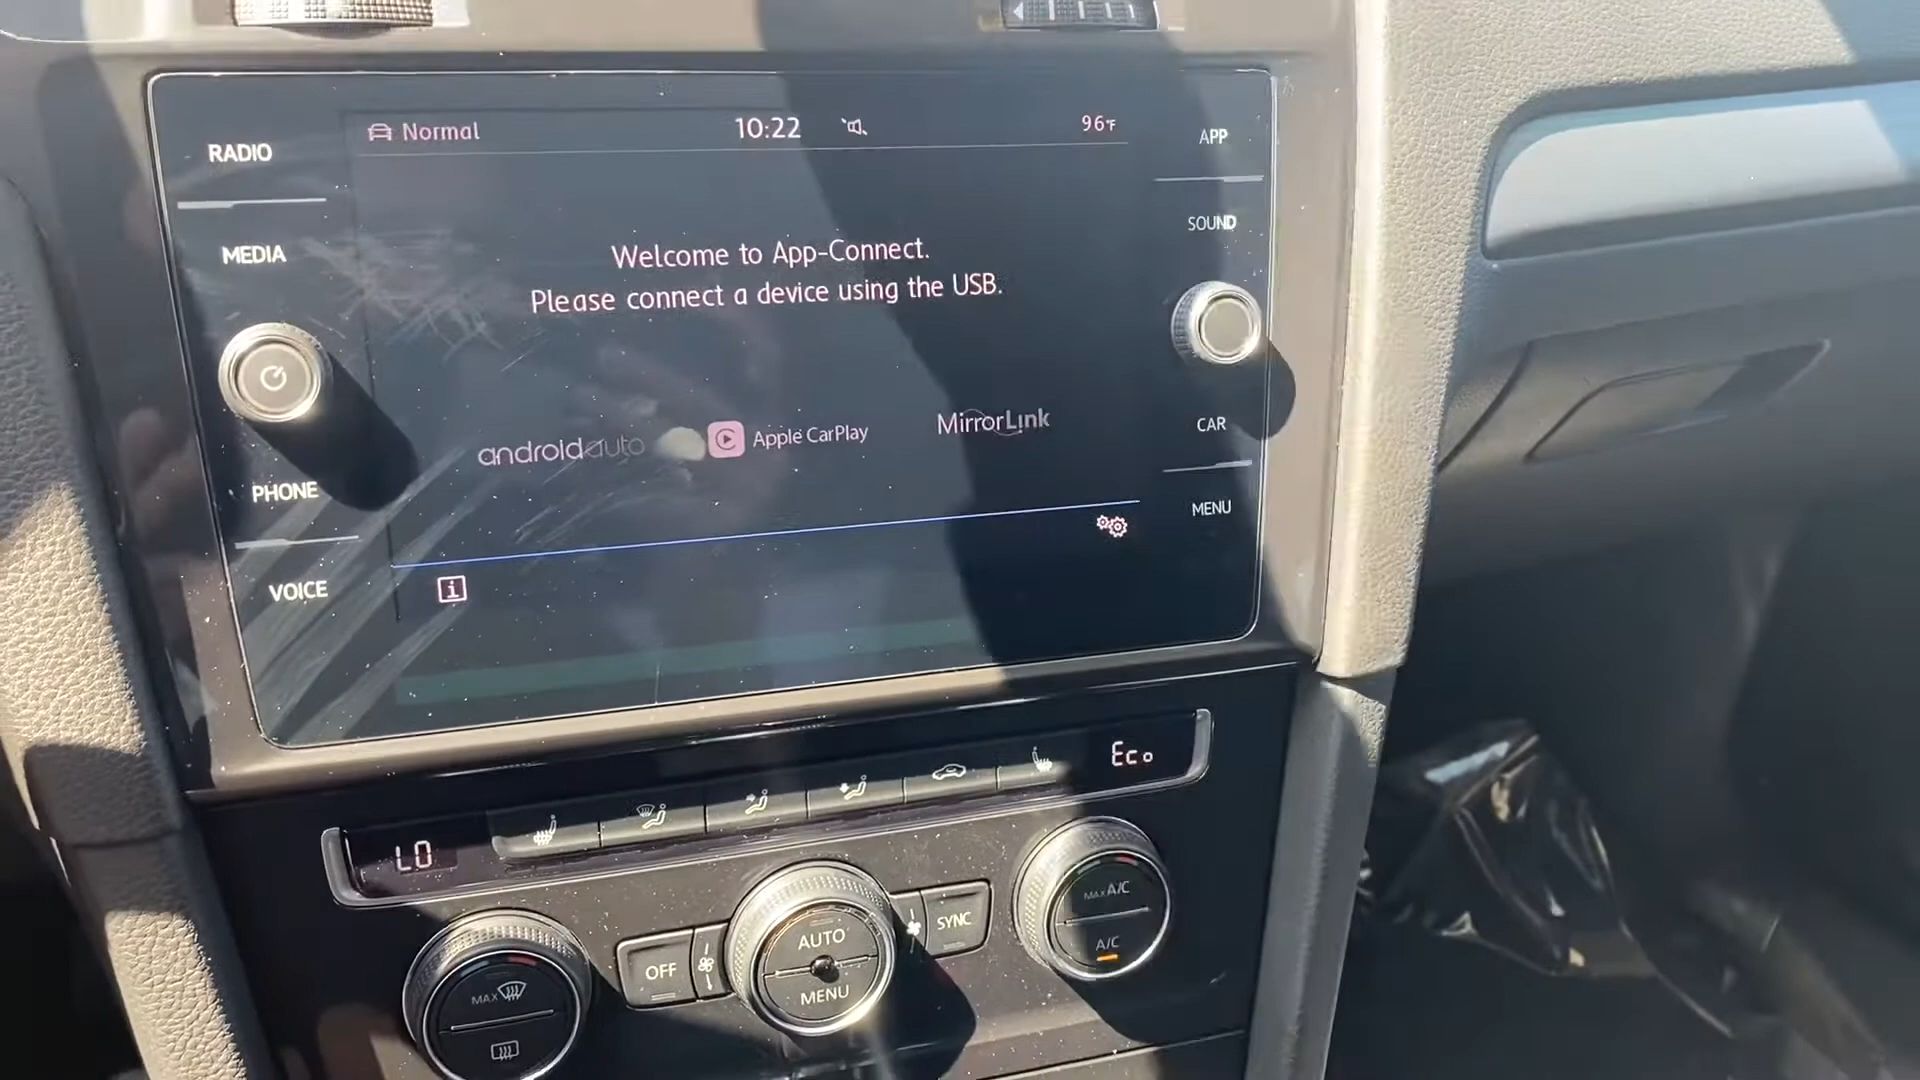 Normal 10:22 96°F
RADIO
MEDIA
PHONE
VOICE
Welcome to App-Connect.
Please connect a device using the USB.
androidauto Apple CarPlay MirrorLink
i
APP
SOUND
CAR
MENU
LO
Eco
MAX
OFF
AUTO
MENU
SYNC
MAX A/C
A/C